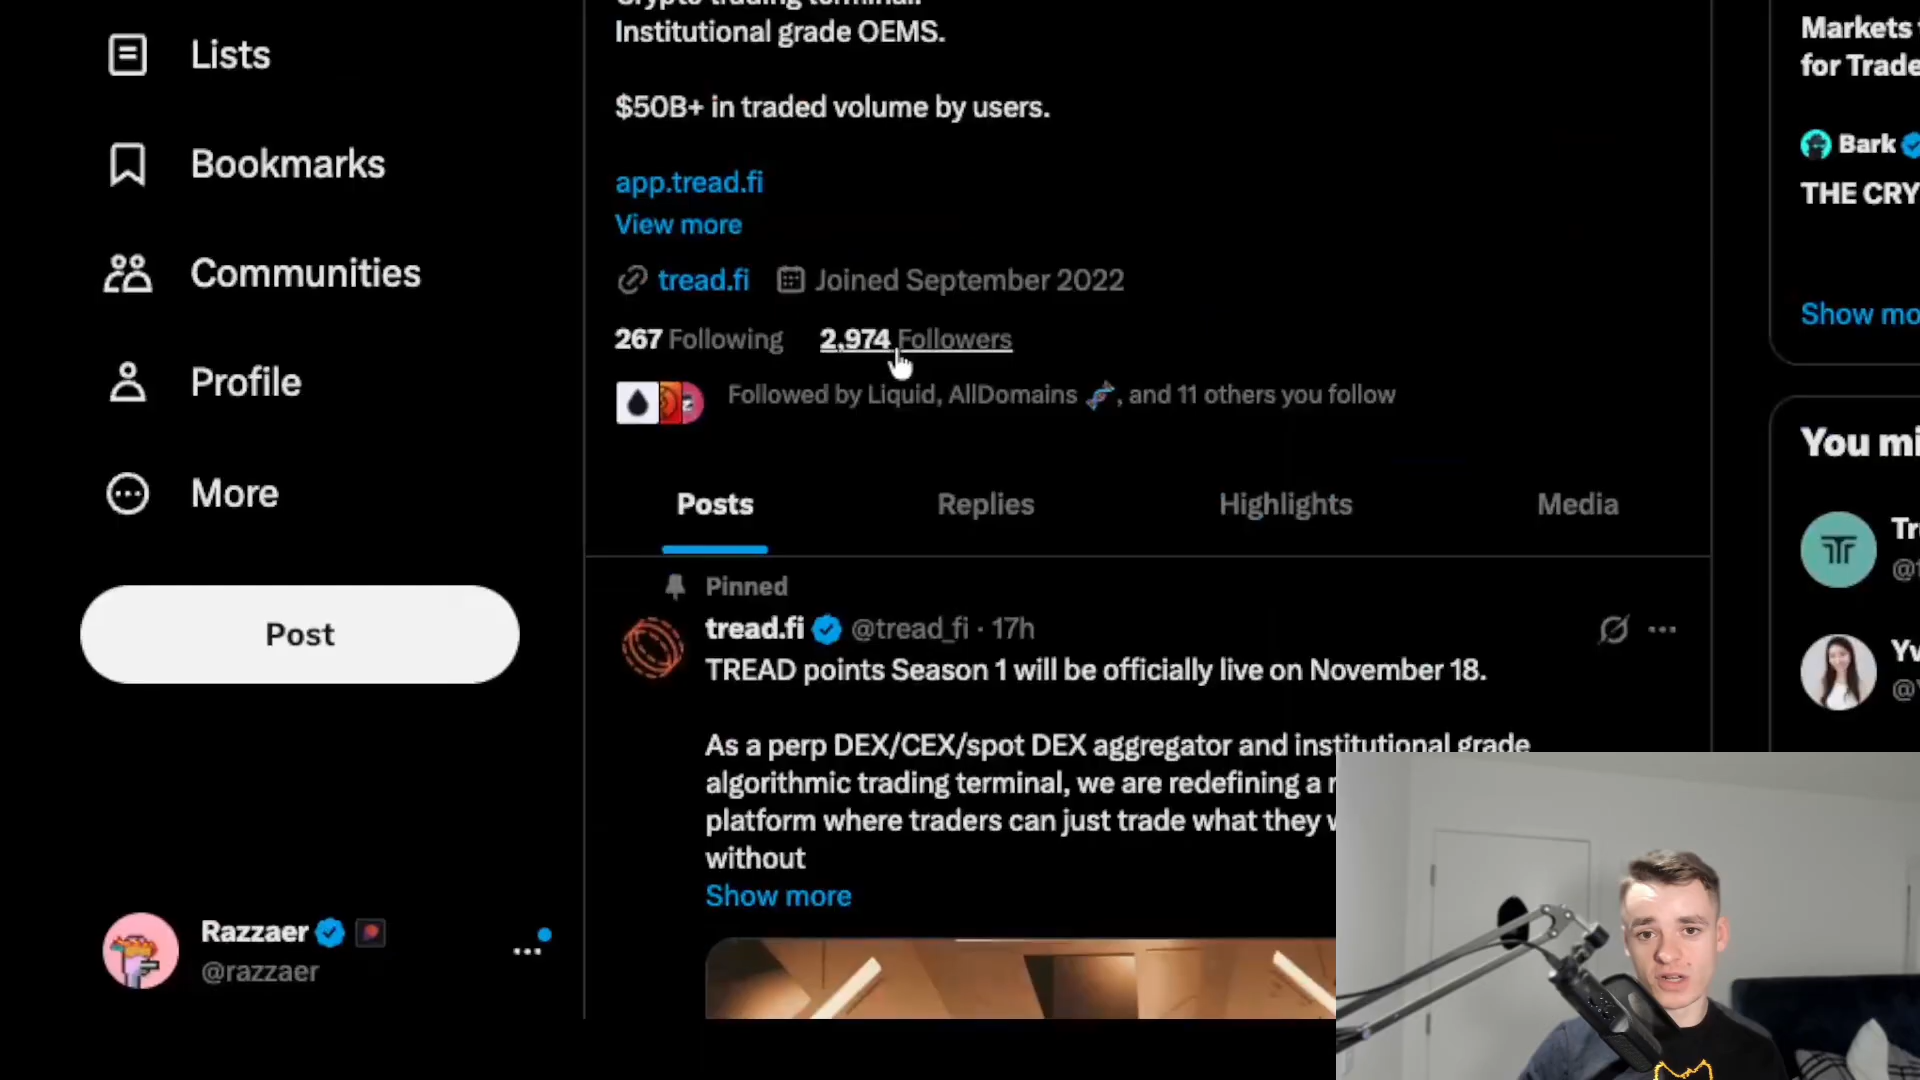 Crypto trading terminal.
Institutional grade OEMS.
$50B+ in traded volume by users.
app.tread.fi
View more
tread.fi
Joined September 2022
267 Following
2,974 Followers
Followed by Liquid, AllDomains 🧬, and 11 others you follow
Posts
Replies
Highlights
Media
Pinned
tread.fi @tread_fi · 17h
TREAD points Season 1 will be officially live on November 18.
As a perp DEX/CEX/spot DEX aggregator and institutional grade
algorithmic trading terminal, we are redefining a
platform where traders can just trade what they
without
Show more
Lists
Bookmarks
Communities
Profile
More
Post
Razzaer
@razzaer
Markets
for Trade
Bark
THE CRY
Show mo
You mi
Tr
@
Yv
@